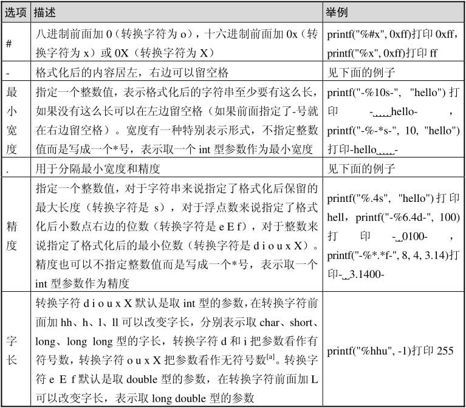 选项 描述 举例
# 八进制前面加 0（转换字符为 o），十六进制前面加 0x（转换字符为 x）或 0X（转换字符为 X） printf("%#x", 0xff)打印 0xff，printf("%x", 0xff)打印 ff
- 格式化后的内容居左，右边可以留空格 见下面的例子
最小宽度 指定一个整数值，表示格式化后的字符串至少要有这么长，如果没有这么长可以在左边留空格（如果前面指定了-号就在右边留空格）。宽度有一种特别表示形式，不指定整数值而是写成一个*号，表示取一个 int 型参数作为最小宽度 printf("-%10s-", "hello") 打印 -␣␣␣␣␣hello-，printf("-%-*s-", 10, "hello")打印-hello␣␣␣␣␣-
. 用于分隔最小宽度和精度 见下面的例子
精度 指定一个整数值，对于字符串来说指定了格式化后保留的最大长度（转换字符是 s），对于浮点数来说指定了格式化后小数点右边的位数（转换字符是 e E f），对于整数来说指定了格式化后的最小位数（转换字符是 d i o u x X）。精度也可以不指定整数值而是写成一个*号，表示取一个 int 型参数作为精度 printf("%.4s", "hello") 打印 hell，printf("-%6.4d-", 100) 打印 -␣␣0100-，printf("-%*.*f-", 8, 4, 3.14)打印-␣␣3.1400-
字长 转换字符 d i o u x X 默认是取 int 型的参数，在转换字符前面加 hh、h、l、ll 可以改变字长，分别表示取 char、short、long、long long 型的字长，转换字符 d 和 i 把参数看作有符号数，转换字符 o u x X 把参数看作无符号数[a]。转换字符 e E f 默认是取 double 型的参数，在转换字符前面加 L 可以改变字长，表示取 long double 型的参数 printf("%hhu", -1)打印 255